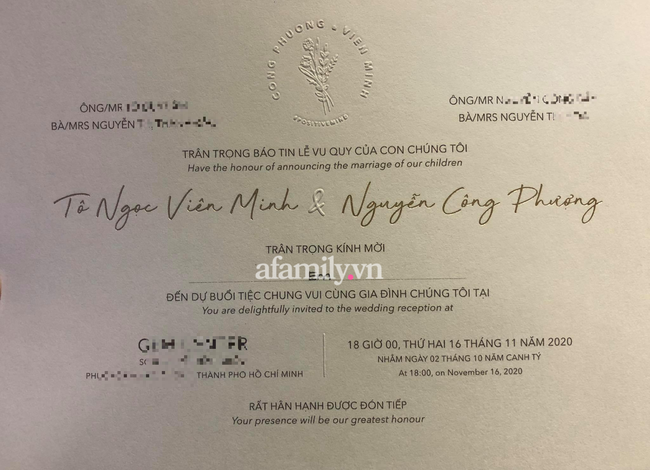 CÔNG PHƯỢNG • VIÊN MINH
ÔNG/MR
BÀ/MRS NGUYỄN
ÔNG/MR
BÀ/MRS NGUYỄN
TRÂN TRỌNG BÁO TIN LỄ VU QUY CỦA CON CHÚNG TÔI
Have the honour of announcing the marriage of our children
Tô Ngọc Viên Minh & Nguyễn Công Phượng
TRÂN TRỌNG KÍNH MỜI
afamily.vn
ĐẾN DỰ BUỔI TIỆC CHUNG VUI CÙNG GIA ĐÌNH CHÚNG TÔI TẠI
You are delightfully invited to the wedding reception at
CENTER
THÀNH PHỐ HỒ CHÍ MINH
18 GIỜ 00, THỨ HAI 16 THÁNG 11 NĂM 2020
NHẰM NGÀY 02 THÁNG 10 NĂM CANH TÝ
At 18:00, on November 16, 2020
RẤT HÂN HẠNH ĐƯỢC ĐÓN TIẾP
Your presence will be our greatest honour